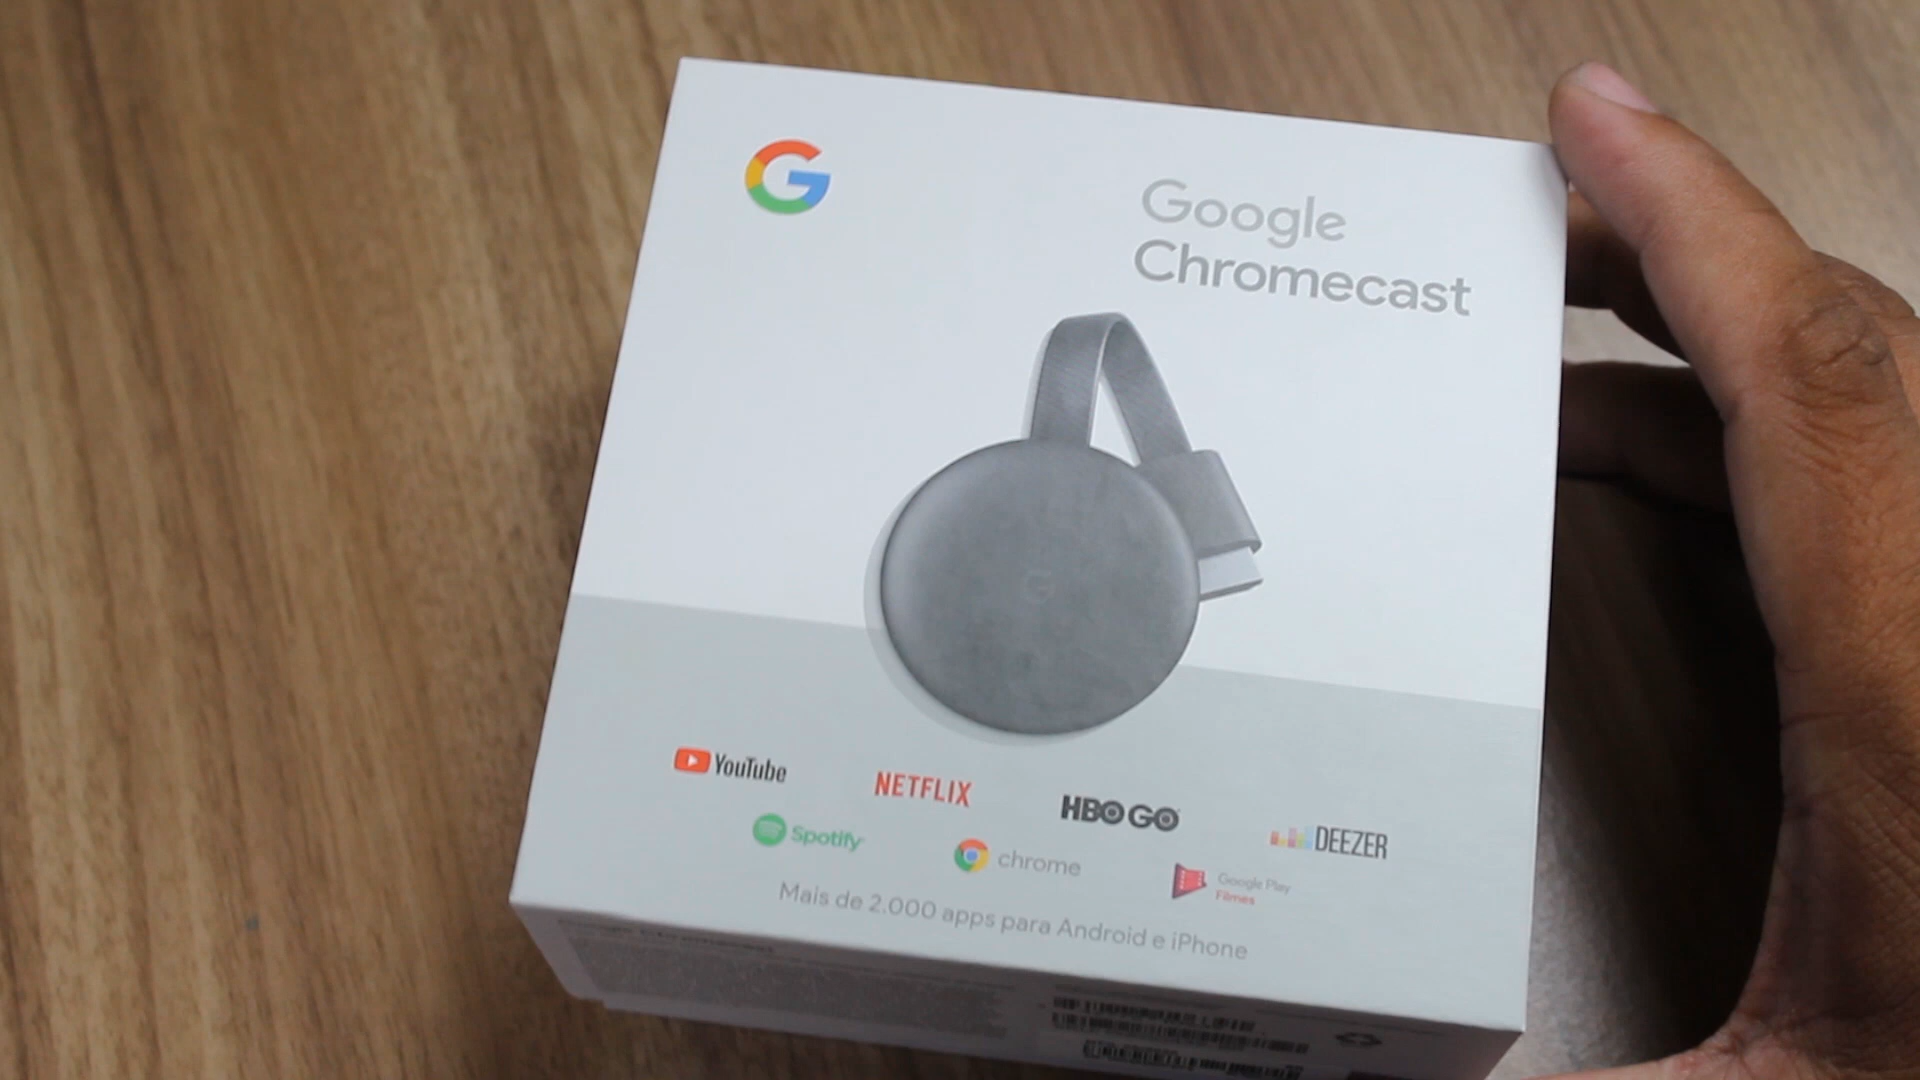 G
Google
Chromecast
G
YouTube
NETFLIX
HBO GO
DEEZER
Spotify
chrome
Google Play
Filmes
Mais de 2.000 apps para Android e iPhone